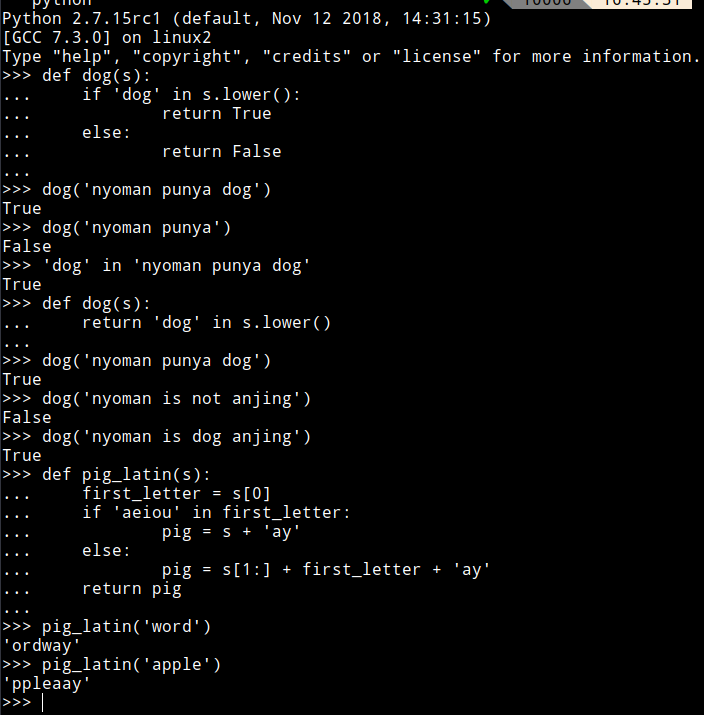 python
Python 2.7.15rc1 (default, Nov 12 2018, 14:31:15)
[GCC 7.3.0] on linux2
Type "help", "copyright", "credits" or "license" for more information.
>>> def dog(s):
...     if 'dog' in s.lower():
...             return True
...     else:
...             return False
...
>>> dog('nyoman punya dog')
True
>>> dog('nyoman punya')
False
>>> 'dog' in 'nyoman punya dog'
True
>>> def dog(s):
...     return 'dog' in s.lower()
...
>>> dog('nyoman punya dog')
True
>>> dog('nyoman is not anjing')
False
>>> dog('nyoman is dog anjing')
True
>>> def pig_latin(s):
...     first_letter = s[0]
...     if 'aeiou' in first_letter:
...             pig = s + 'ay'
...     else:
...             pig = s[1:] + first_letter + 'ay'
...     return pig
...
>>> pig_latin('word')
'ordway'
>>> pig_latin('apple')
'ppleaay'
>>>